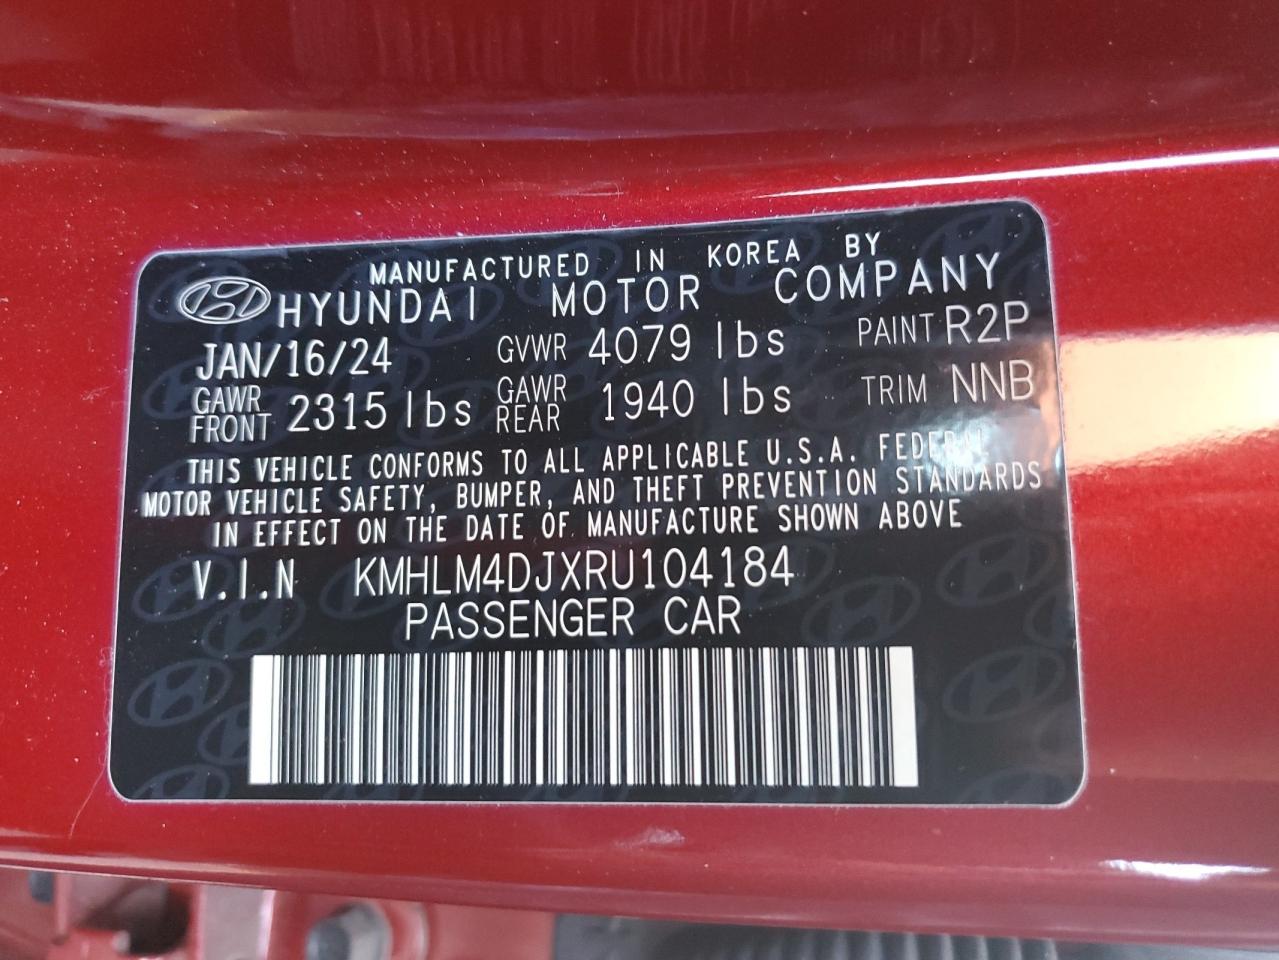 MANUFACTURED IN KOREA BY
HYUNDAI MOTOR COMPANY
JAN/16/24 GVWR 4079 lbs PAINT R2P
GAWR FRONT 2315 lbs GAWR REAR 1940 lbs TRIM NNB
THIS VEHICLE CONFORMS TO ALL APPLICABLE U.S.A. FEDERAL
MOTOR VEHICLE SAFETY, BUMPER, AND THEFT PREVENTION STANDARDS
IN EFFECT ON THE DATE OF MANUFACTURE SHOWN ABOVE
V.I.N KMHLM4DJXRU104184
PASSENGER CAR